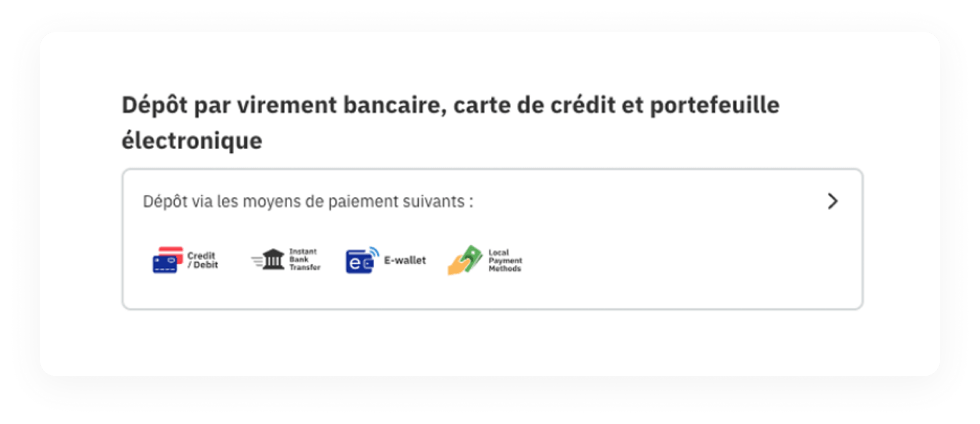 Dépôt par virement bancaire, carte de crédit et portefeuille
électronique
Dépôt via les moyens de paiement suivants :
Credit
/ Debit
Instant
Bank
Transfer
e
E-wallet
Local
Payment
Methods